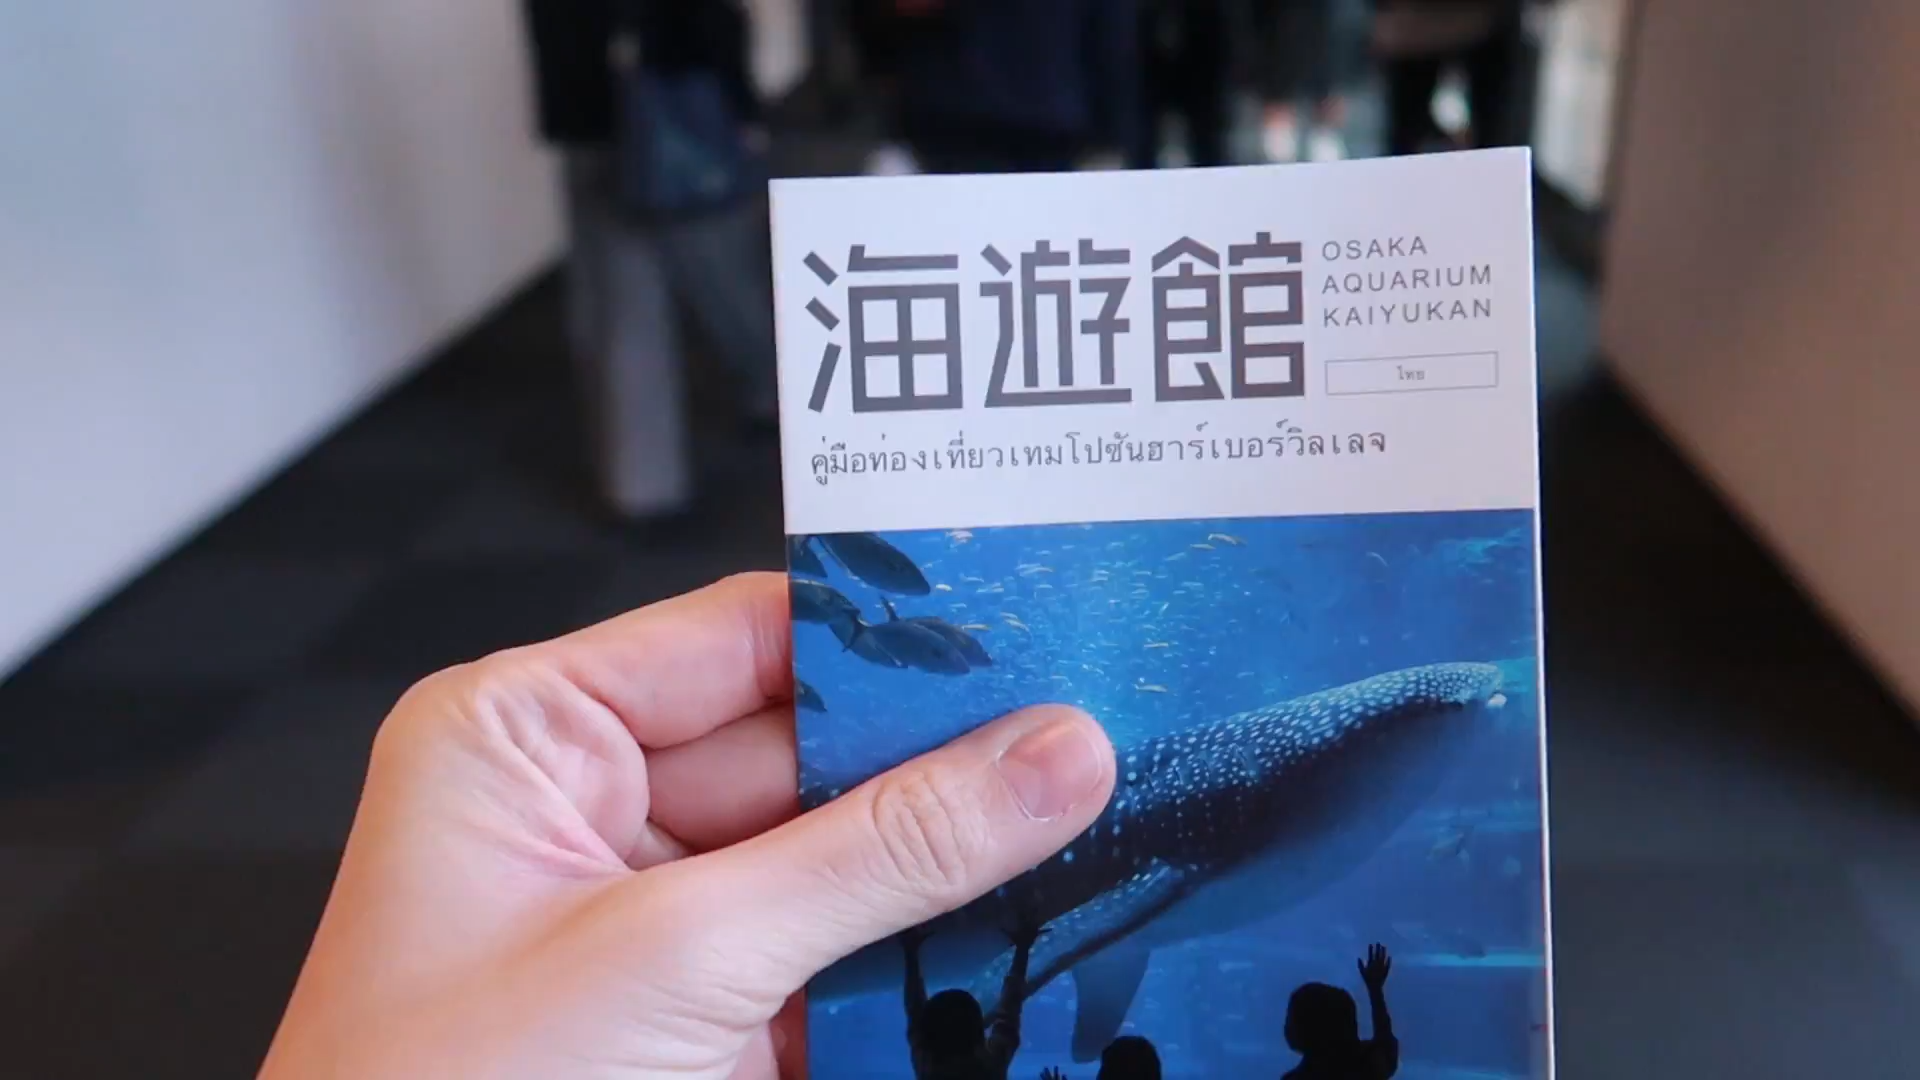 海遊館
OSAKA
AQUARIUM
KAIYUKAN
ไทย
คู่มือท่องเที่ยวเทมโปซันฮาร์เบอร์วิลเลจ